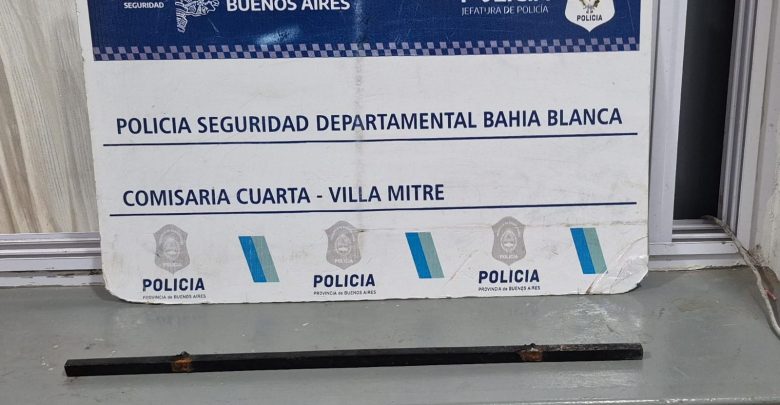 SEGURIDAD
BUENOS AIRES
POLICIA
JEFATURA DE POLICÍA
POLICIA
POLICIA SEGURIDAD DEPARTAMENTAL BAHIA BLANCA
COMISARIA CUARTA - VILLA MITRE
POLICIA
PROVINCIA de BUENOS AIRES
POLICIA
PROVINCIA de BUENOS AIRES
POLICIA
PROVINCIA de BUENOS AIRES